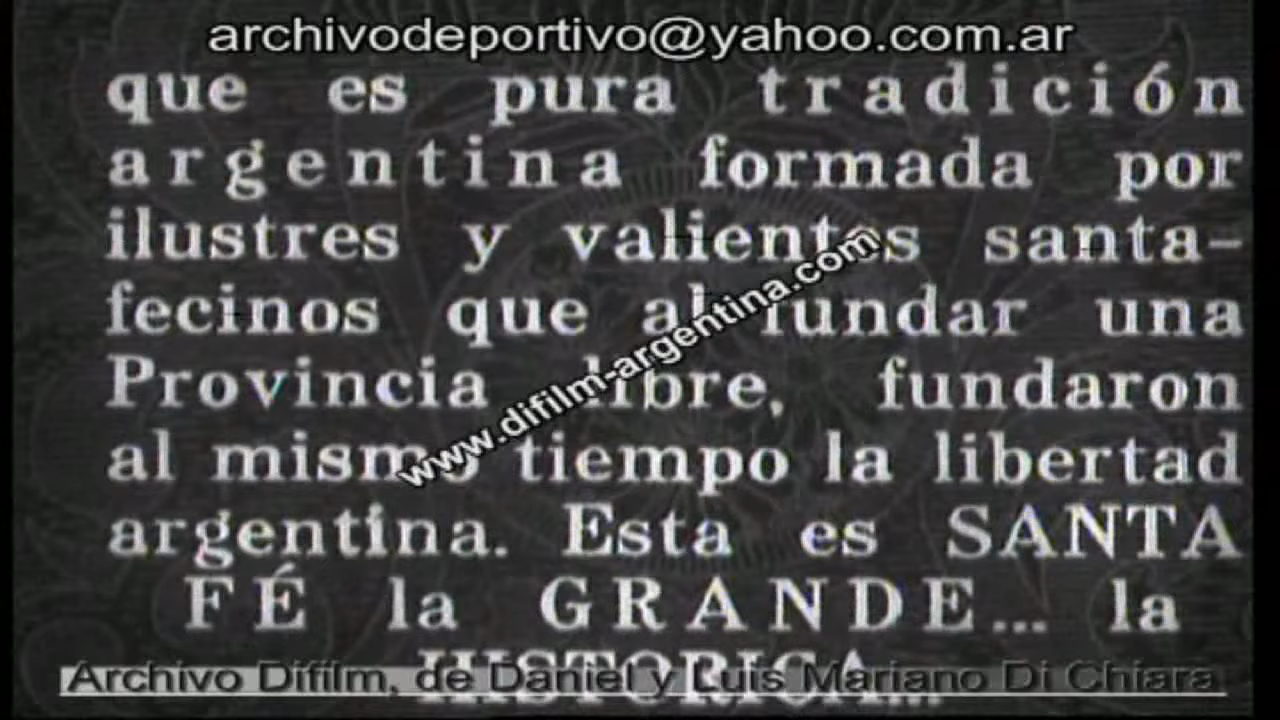 archivodeportivo@yahoo.com.ar
que es pura tradición
argentina formada por
ilustres y valientes santa-
fecinos que al fundar una
Provincia libre, fundaron
al mismo tiempo la libertad
argentina. Esta es SANTA
FÉ la GRANDE... la
HISTORICA...
www.difilm-argentina.com
Archivo Difilm, de Daniel y Luis Mariano Di Chiara